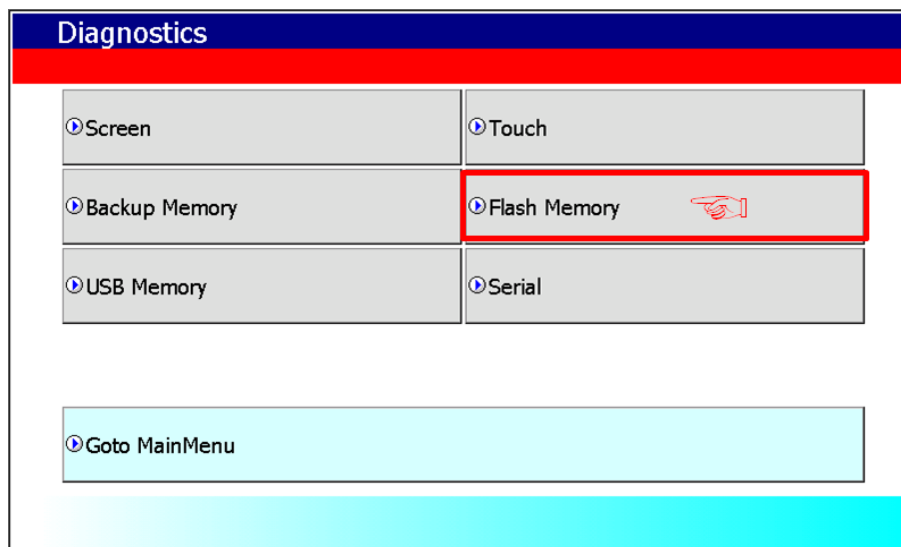 Diagnostics
Screen
Touch
Backup Memory
Flash Memory
USB Memory
Serial
Goto MainMenu